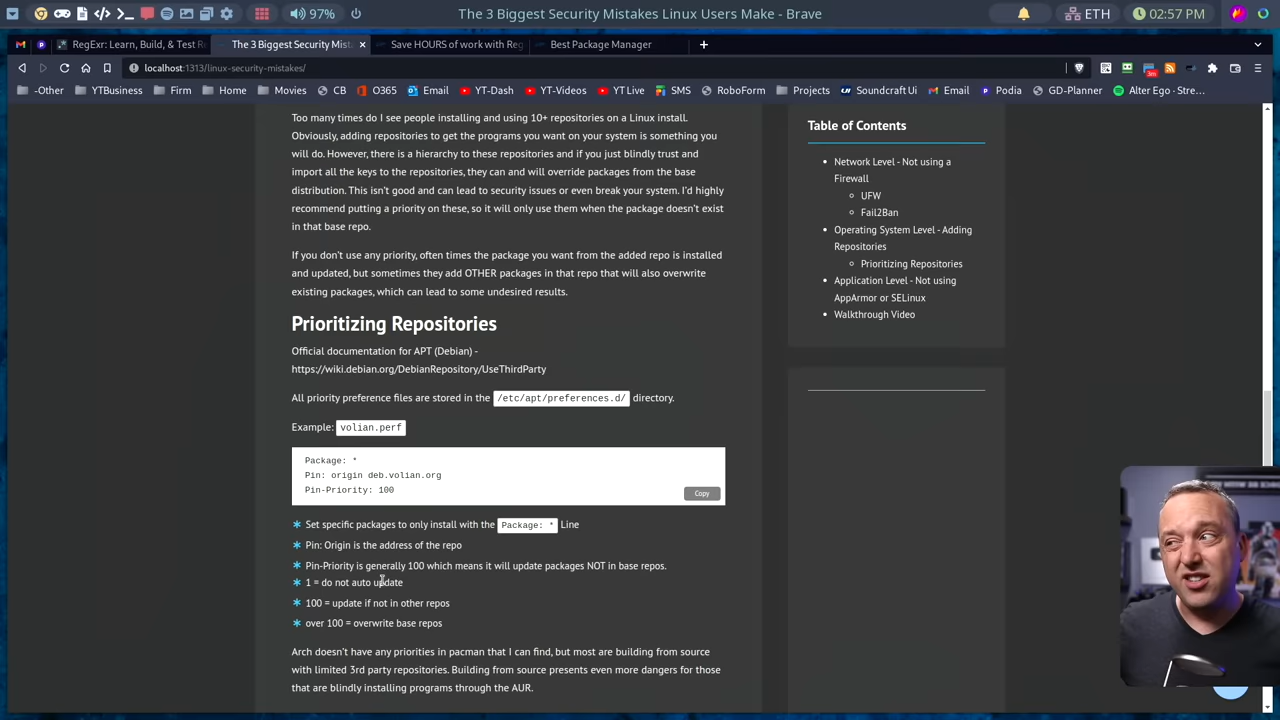 97%
The 3 Biggest Security Mistakes Linux Users Make - Brave
ETH
02:57 PM
RegExr: Learn, Build, & Test R
The 3 Biggest Security Mist
Save HOURS of work with Reg
Best Package Manager
localhost:1313/linux-security-mistakes/
3m
-Other
YTBusiness
Firm
Home
Movies
CB
O365
Email
YT-Dash
YT-Videos
YT Live
SMS
RoboForm
Projects
Soundcraft Ui
Email
Podia
GD-Planner
Alter Ego - Stre...
Too many times do I see people installing and using 10+ repositories on a Linux install.
Obviously, adding repositories to get the programs you want on your system is something you
will do. However, there is a hierarchy to these repositories and if you just blindly trust and
import all the keys to the repositories, they can and will override packages from the base
distribution. This isn't good and can lead to security issues or even break your system. I'd highly
recommend putting a priority on these, so it will only use them when the package doesn't exist
in that base repo.
If you don't use any priority, often times the package you want from the added repo is installed
and updated, but sometimes they add OTHER packages in that repo that will also overwrite
existing packages, which can lead to some undesired results.
Prioritizing Repositories
Official documentation for APT (Debian) -
https://wiki.debian.org/DebianRepository/UseThirdParty
All priority preference files are stored in the /etc/apt/preferences.d/ directory.
Example: volian.perf
Package: *
Pin: origin deb.volian.org
Pin-Priority: 100
Copy
Set specific packages to only install with the Package: * Line
Pin: Origin is the address of the repo
Pin-Priority is generally 100 which means it will update packages NOT in base repos.
1 = do not auto update
100 = update if not in other repos
over 100 = overwrite base repos
Arch doesn't have any priorities in pacman that I can find, but most are building from source
with limited 3rd party repositories. Building from source presents even more dangers for those
that are blindly installing programs through the AUR.
Table of Contents
Network Level - Not using a
Firewall
UFW
Fail2Ban
Operating System Level - Adding
Repositories
Prioritizing Repositories
Application Level - Not using
AppArmor or SELinux
Walkthrough Video